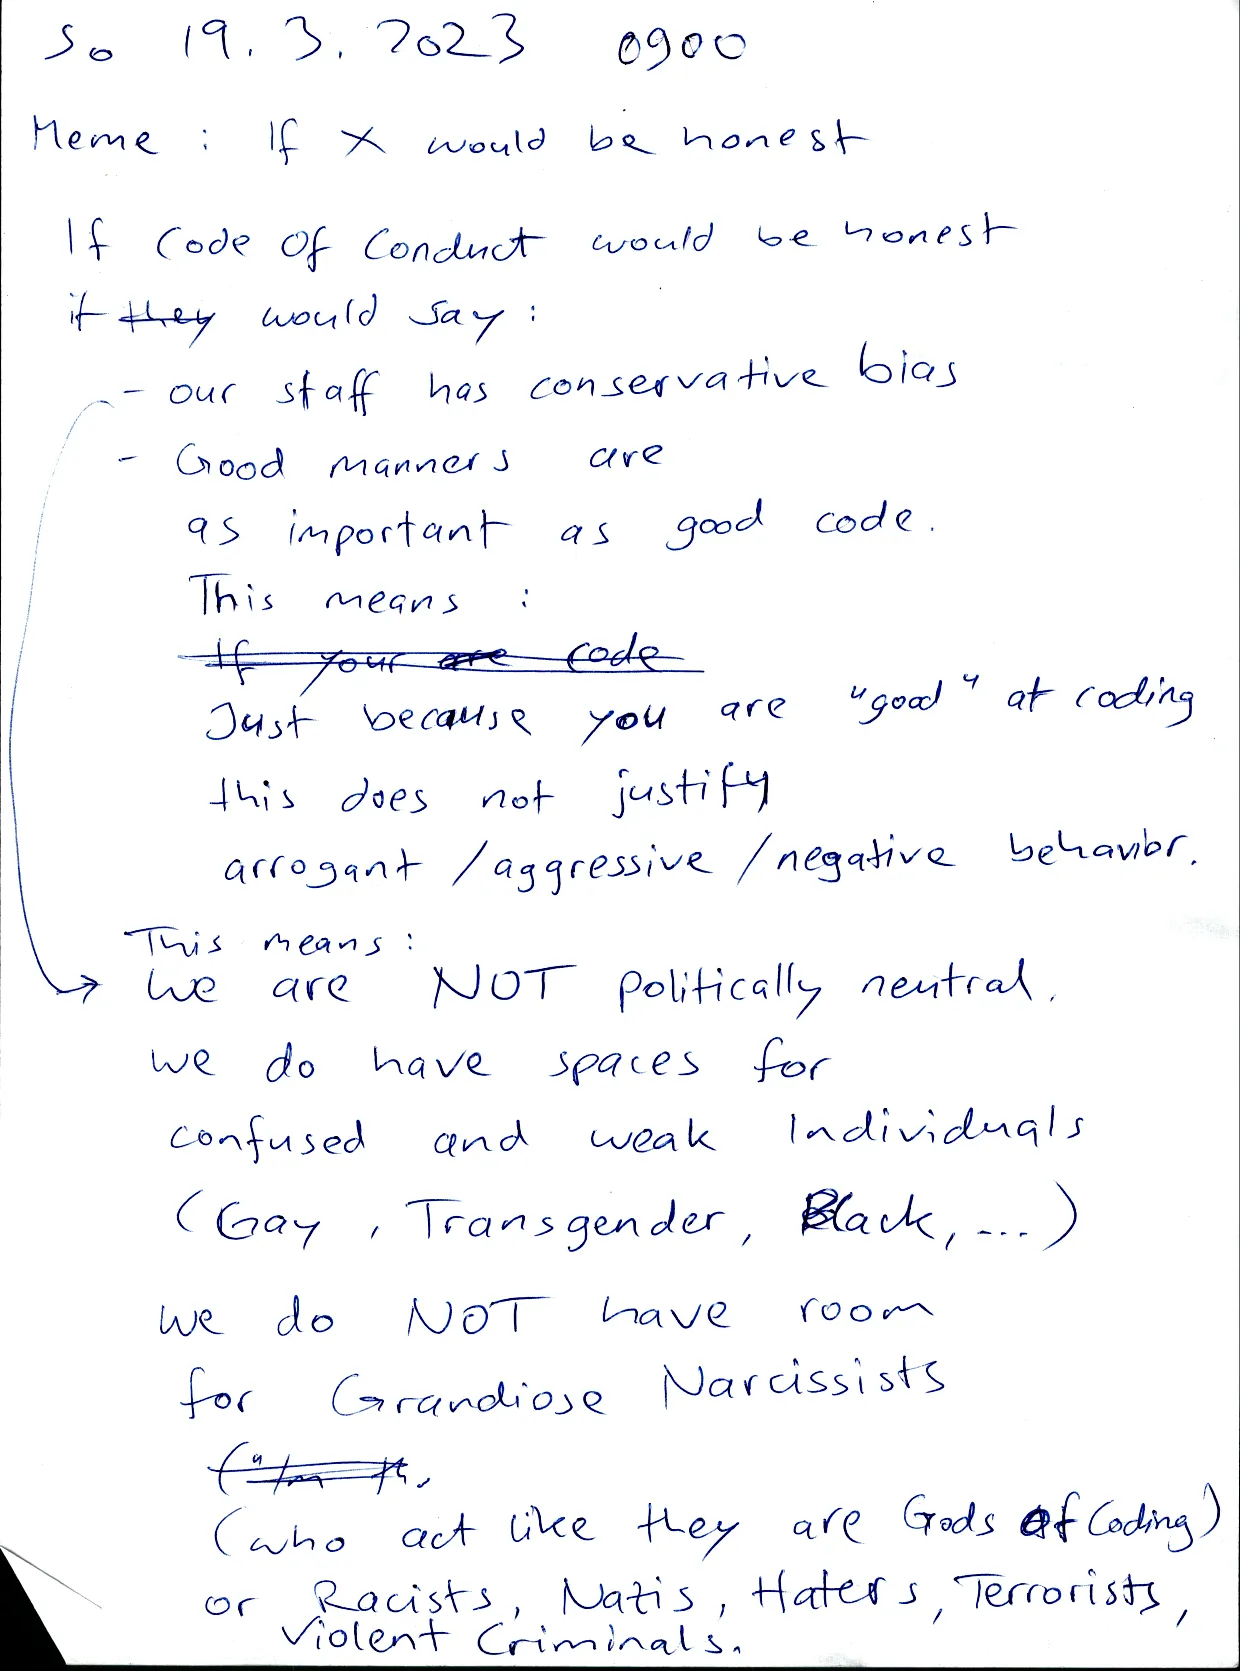 So 19.3.2023 0900
Meme : If X would be honest
If Code Of Conduct would be honest
it they would say :
- our staff has conservative bias
- Good manners are
as important as good code.
This means :
If your are code
Just because you are "good" at coding
this does not justify
arrogant / aggressive / negative behavior.
This means :
→ We are NOT politically neutral.
We do have spaces for
confused and weak Individuals
(Gay, Transgender, Black, ...)
We do NOT have room
for Grandiose Narcissists
(who act like they are Gods of Coding)
or Racists, Nazis, Haters, Terrorists,
Violent Criminals.